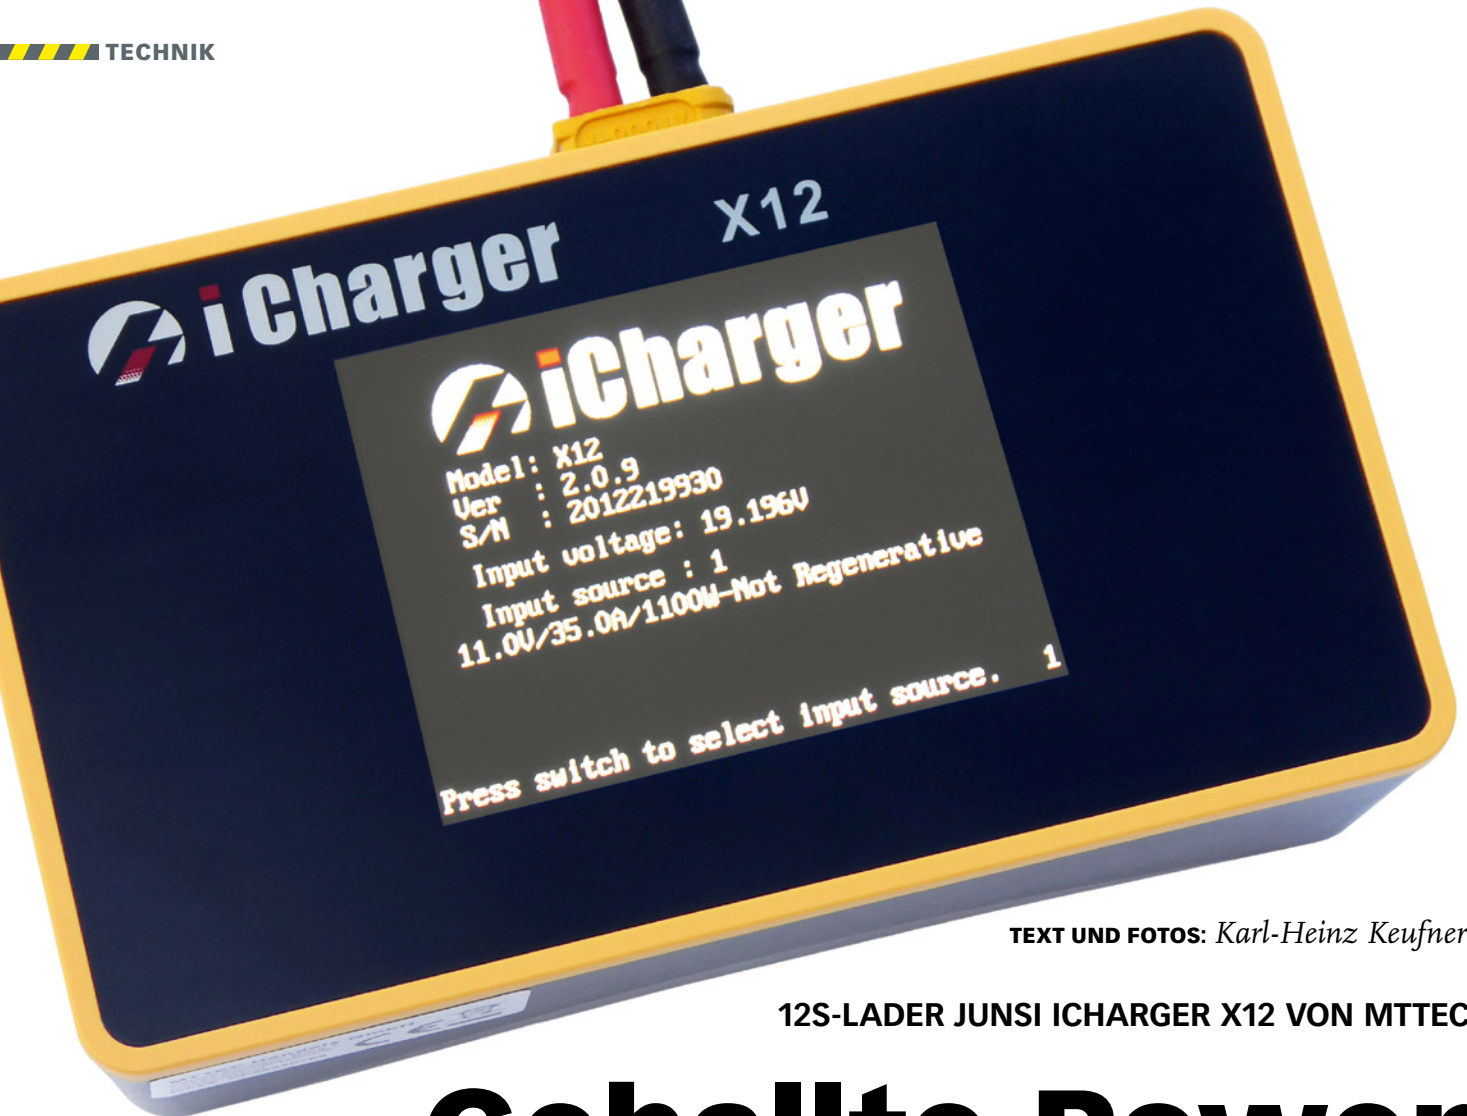 TECHNIK
iCharger X12
iCharger
Model: X12
Ver : 2.0.9
S/N : 2012219930
Input voltage: 19.196V
Input source : 1
11.0V/35.0A/1100W-Not Regenerative
Press switch to select input source. 1
TEXT UND FOTOS: Karl-Heinz Keufner
12S-LADER JUNSI ICHARGER X12 VON MTTEC
Geballte Power